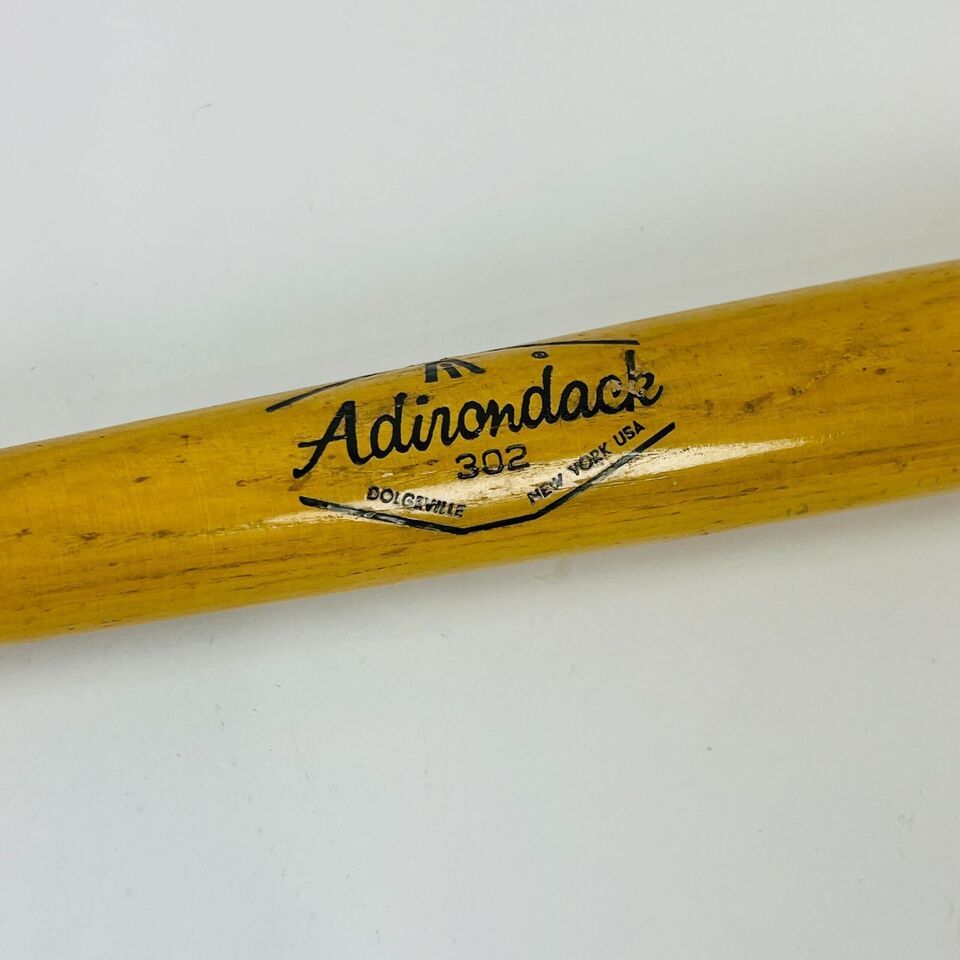 ®
Adirondack
302
DOLGEVILLE NEW YORK USA